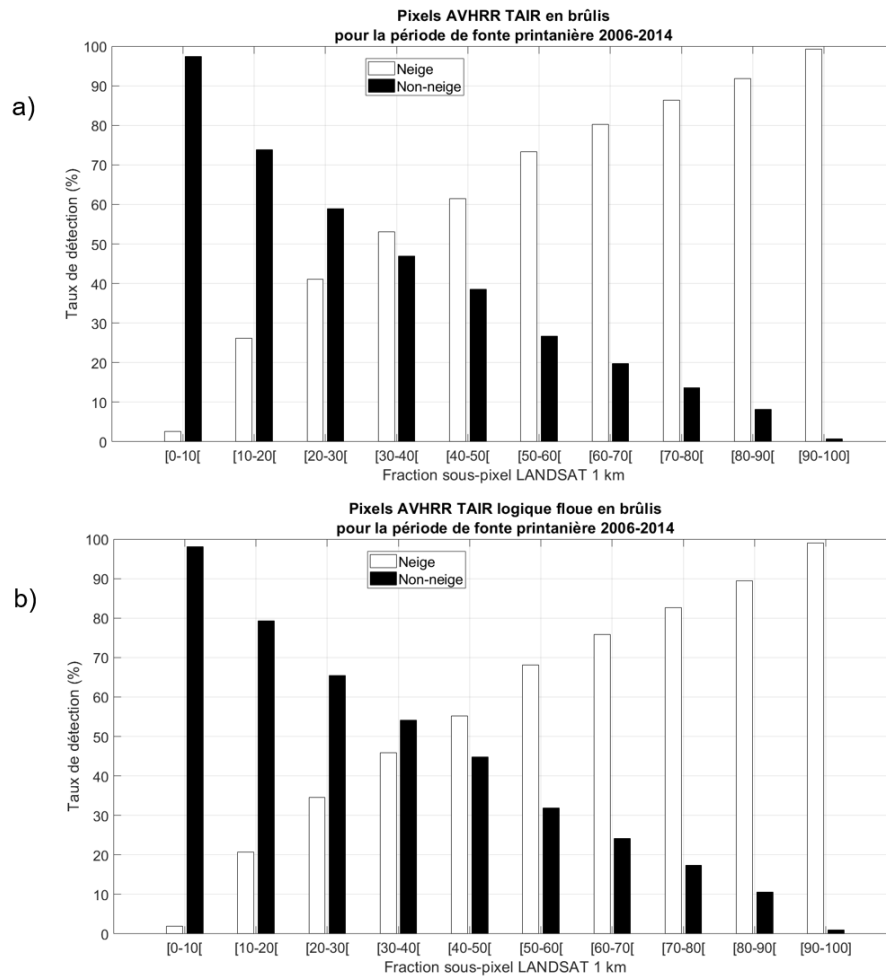 a)
Pixels AVHRR TAIR en brûlis
pour la période de fonte printanière 2006-2014
Neige
Non-neige
Taux de détection (%)
100
90
80
70
60
50
40
30
20
10
0
[0-10[ [10-20[ [20-30[ [30-40[ [40-50[ [50-60[ [60-70[ [70-80[ [80-90[ [90-100]
Fraction sous-pixel LANDSAT 1 km
b)
Pixels AVHRR TAIR logique floue en brûlis
pour la période de fonte printanière 2006-2014
Neige
Non-neige
Taux de détection (%)
100
90
80
70
60
50
40
30
20
10
0
[0-10[ [10-20[ [20-30[ [30-40[ [40-50[ [50-60[ [60-70[ [70-80[ [80-90[ [90-100]
Fraction sous-pixel LANDSAT 1 km